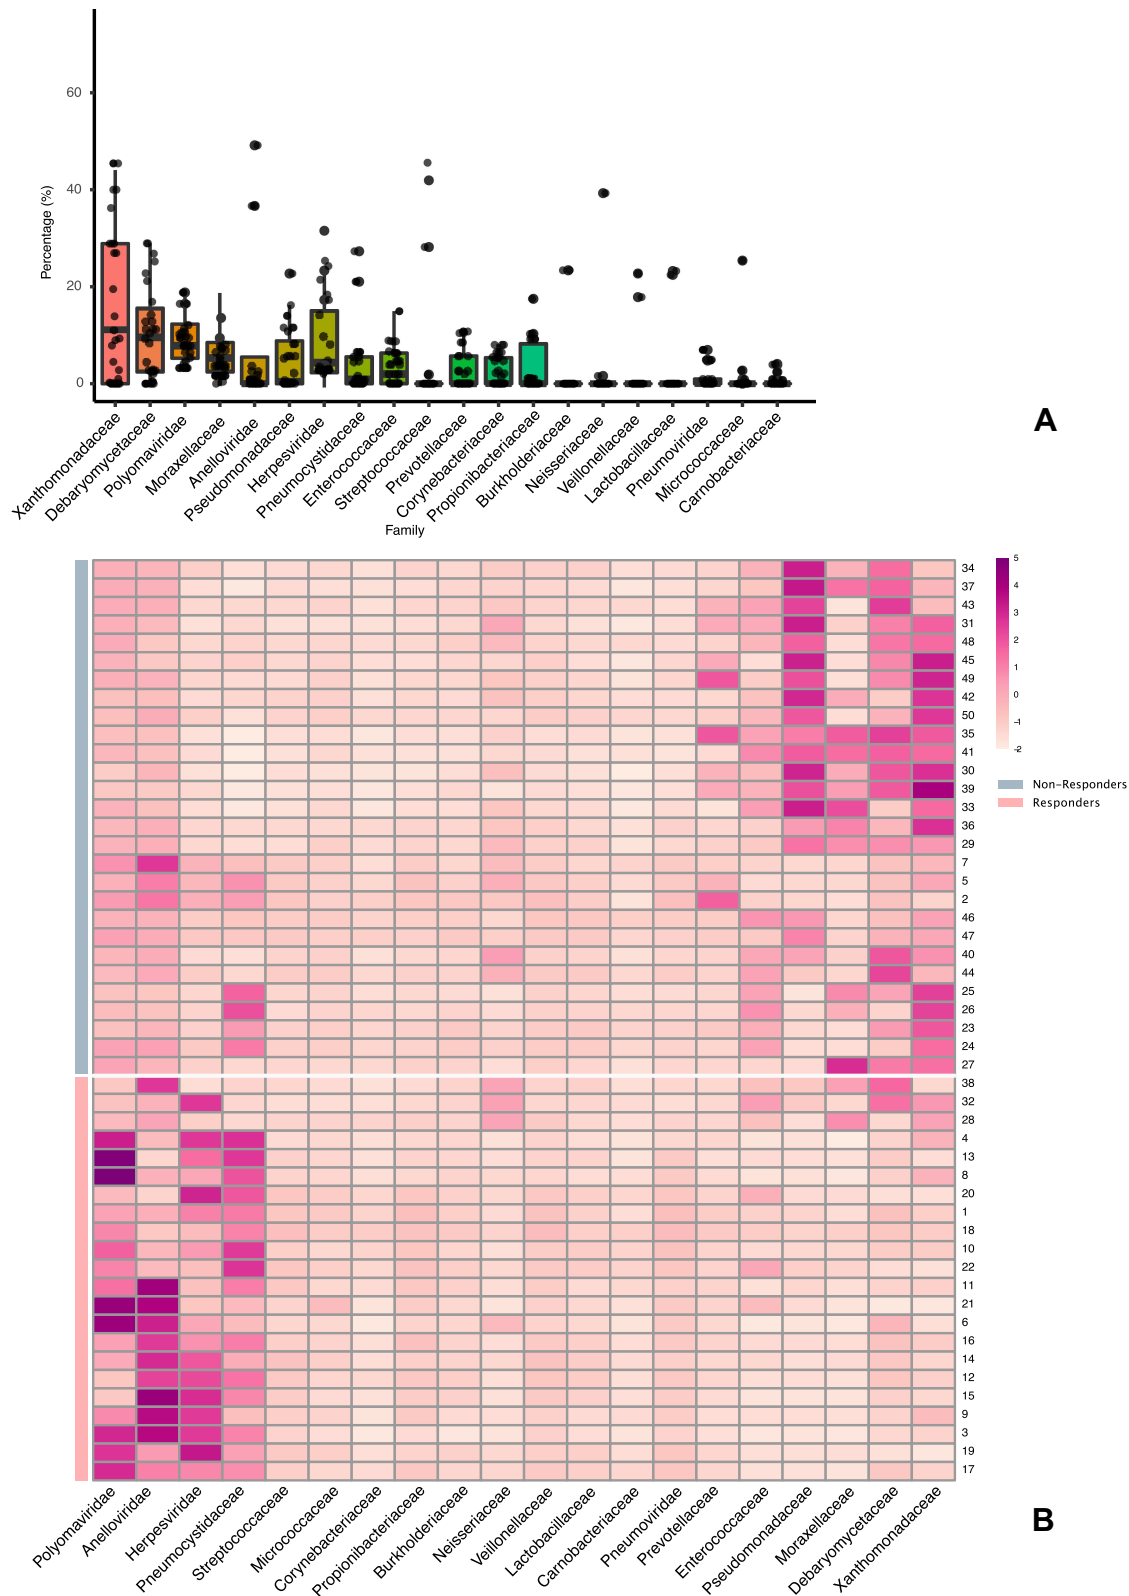 60
40
20
0
Percentage (%)
Xanthomonadaceae
Debaryomycetaceae
Polyomaviridae
Moraxellaceae
Anelloviridae
Pseudomonadaceae
Herpesviridae
Pneumocystidaceae
Enterococcaceae
Streptococcaceae
Prevotellaceae
Corynebacteriaceae
Propionibacteriaceae
Burkholderiaceae
Neisseriaceae
Veillonellaceae
Lactobacillaceae
Pneumoviridae
Micrococcaceae
Carnobacteriaceae
Family
A
34
37
43
31
48
45
49
42
50
35
41
30
39
33
36
29
7
5
2
46
47
40
44
25
26
23
24
27
38
32
28
4
13
8
20
1
18
10
22
11
21
6
16
14
12
15
9
3
19
17
5
4
3
2
1
0
-1
-2
Non-Responders
Responders
Polyomaviridae
Anelloviridae
Herpesviridae
Pneumocystidaceae
Streptococcaceae
Micrococcaceae
Corynebacteriaceae
Propionibacteriaceae
Burkholderiaceae
Neisseriaceae
Veillonellaceae
Lactobacillaceae
Carnobacteriaceae
Pneumoviridae
Prevotellaceae
Enterococcaceae
Pseudomonadaceae
Moraxellaceae
Debaryomycetaceae
Xanthomonadaceae
B